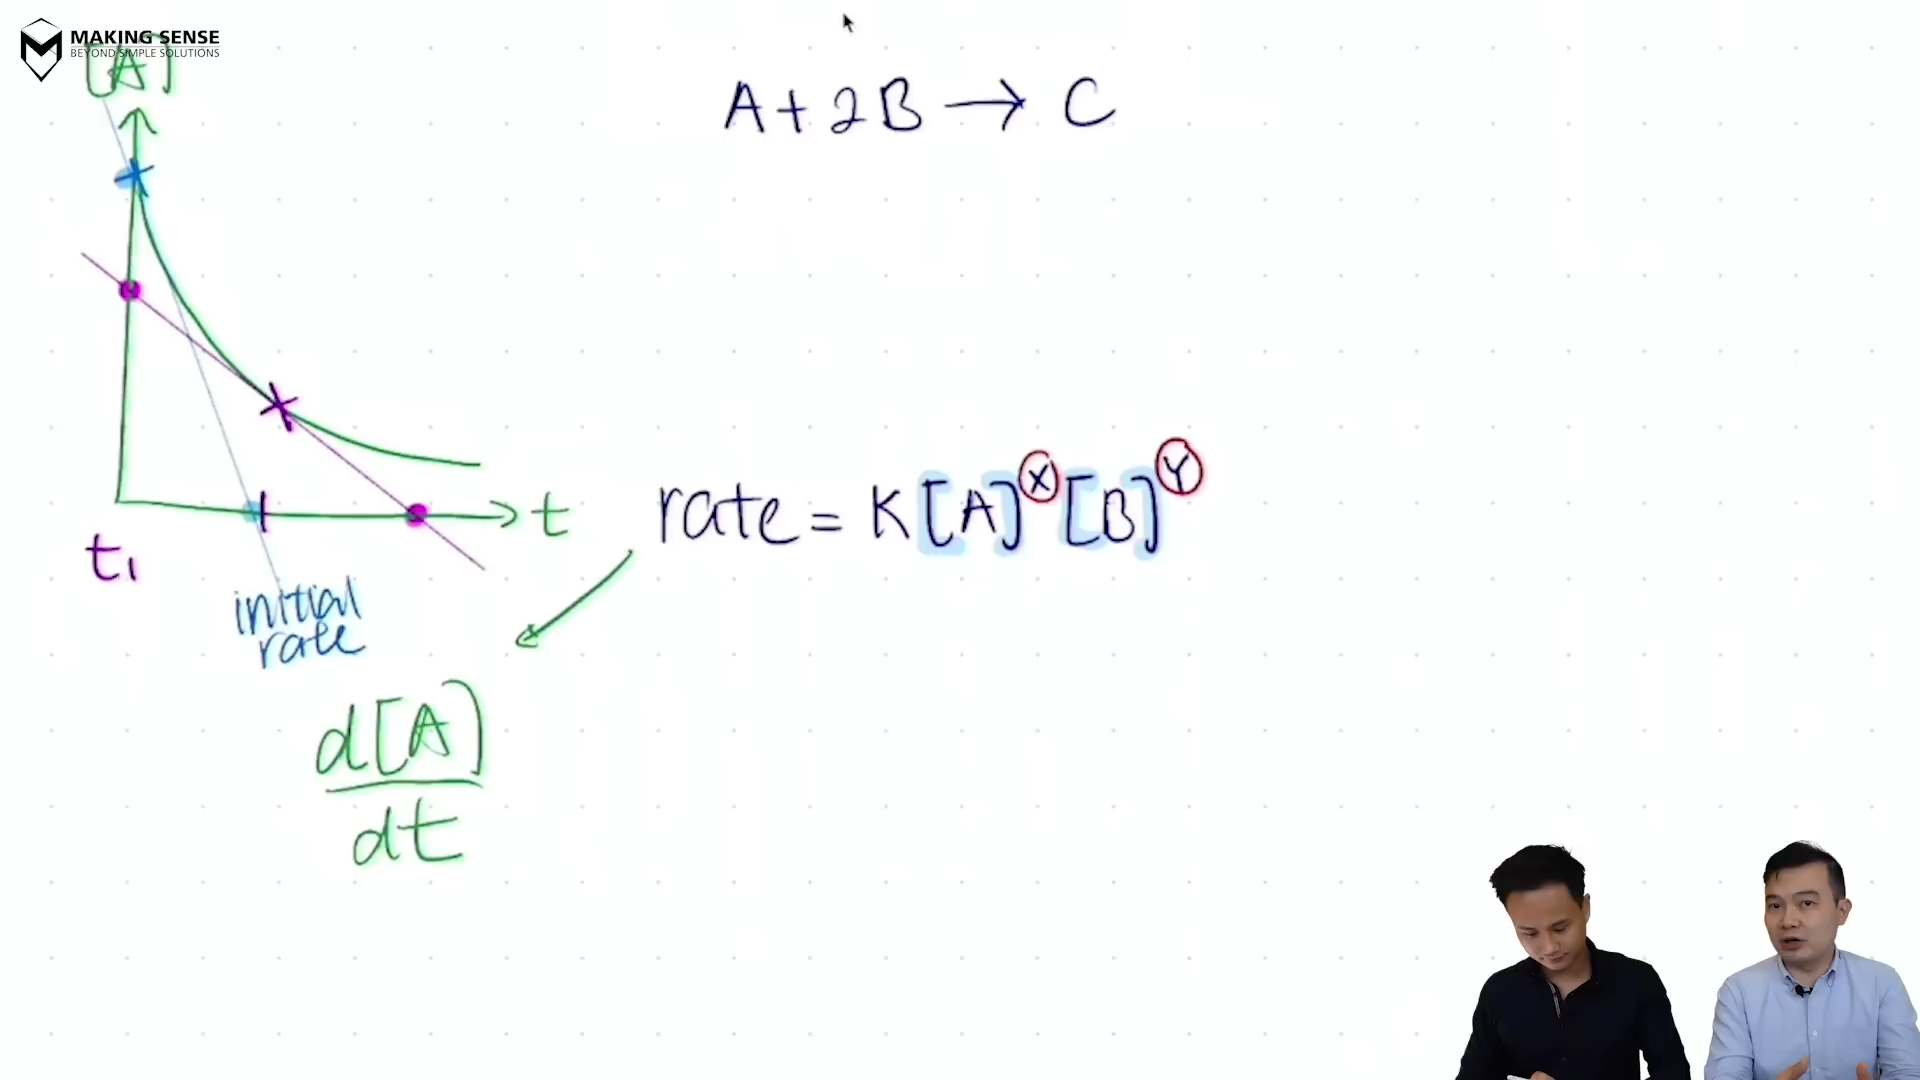 MAKING SENSE
BEYOND SIMPLE SOLUTIONS
[A]
A + 2B → C
t
t₁
rate = K[A]^X [B]^Y
initial
rate
d[A]
dt